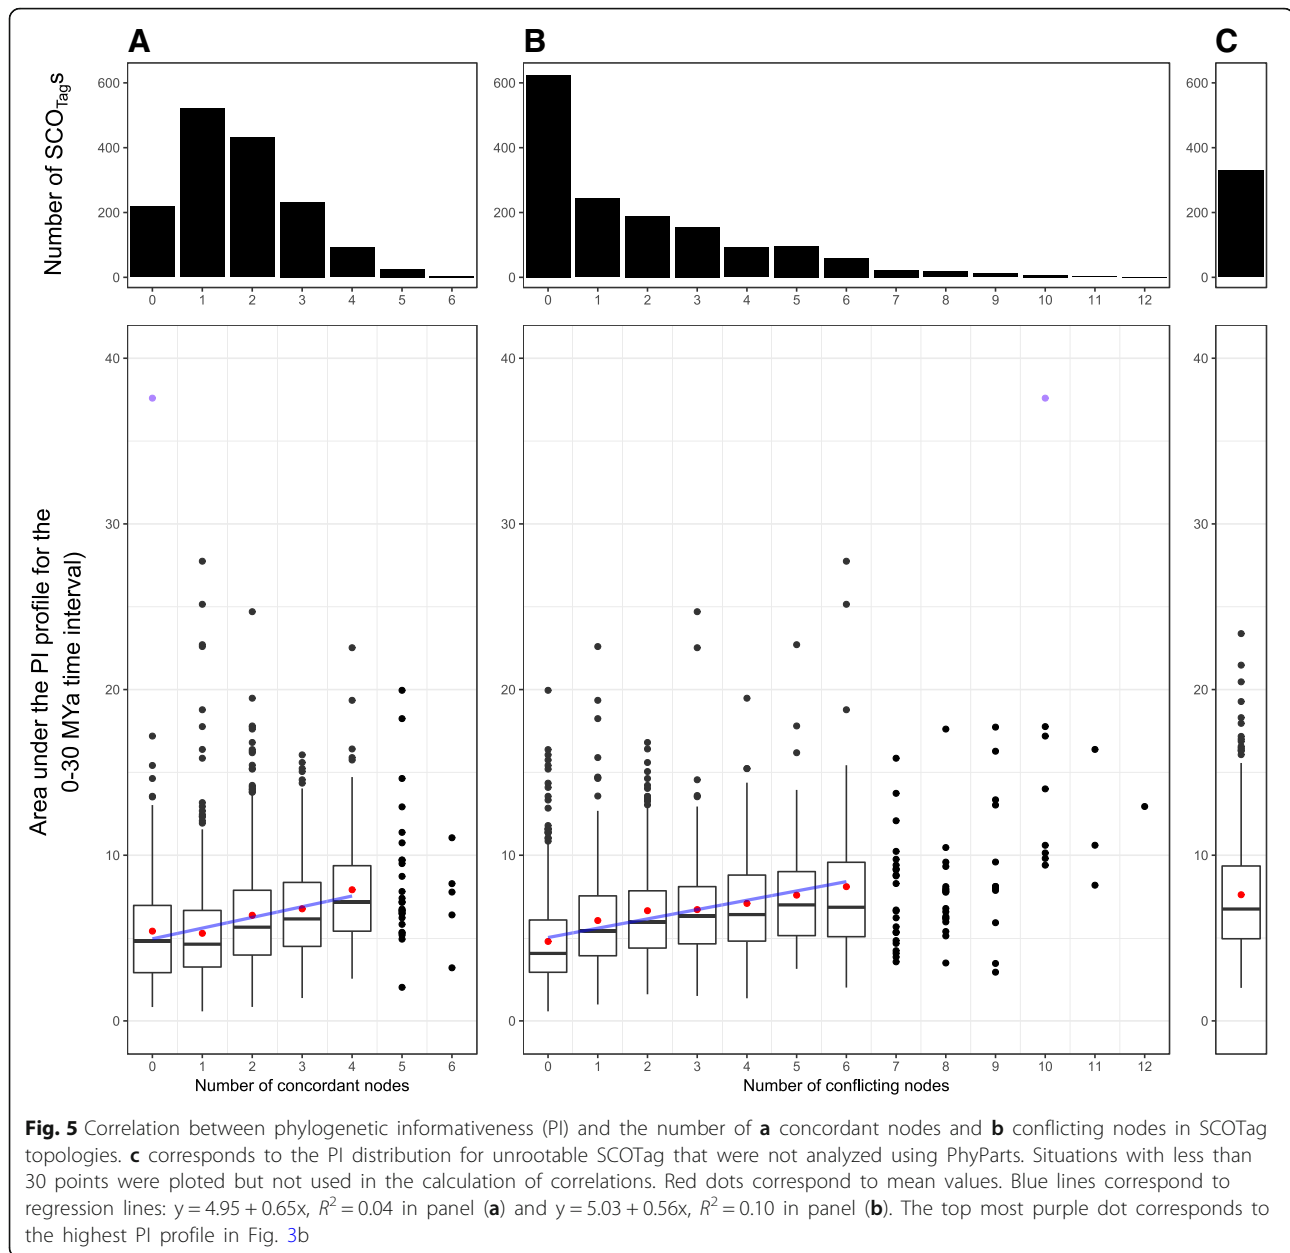 A
B
C
Number of SCOTags
600
400
200
0
0 1 2 3 4 5 6
600
400
200
0
0 1 2 3 4 5 6 7 8 9 10 11 12
600
400
200
0
Area under the PI profile for the
0-30 MYa time interval)
40
30
20
10
0
0 1 2 3 4 5 6
Number of concordant nodes
40
30
20
10
0
0 1 2 3 4 5 6 7 8 9 10 11 12
Number of conflicting nodes
40
30
20
10
0
Fig. 5 Correlation between phylogenetic informativeness (PI) and the number of a concordant nodes and b conflicting nodes in SCOTag
topologies. c corresponds to the PI distribution for unrootable SCOTag that were not analyzed using PhyParts. Situations with less than
30 points were ploted but not used in the calculation of correlations. Red dots correspond to mean values. Blue lines correspond to
regression lines: y = 4.95 + 0.65x, R² = 0.04 in panel (a) and y = 5.03 + 0.56x, R² = 0.10 in panel (b). The top most purple dot corresponds to
the highest PI profile in Fig. 3b